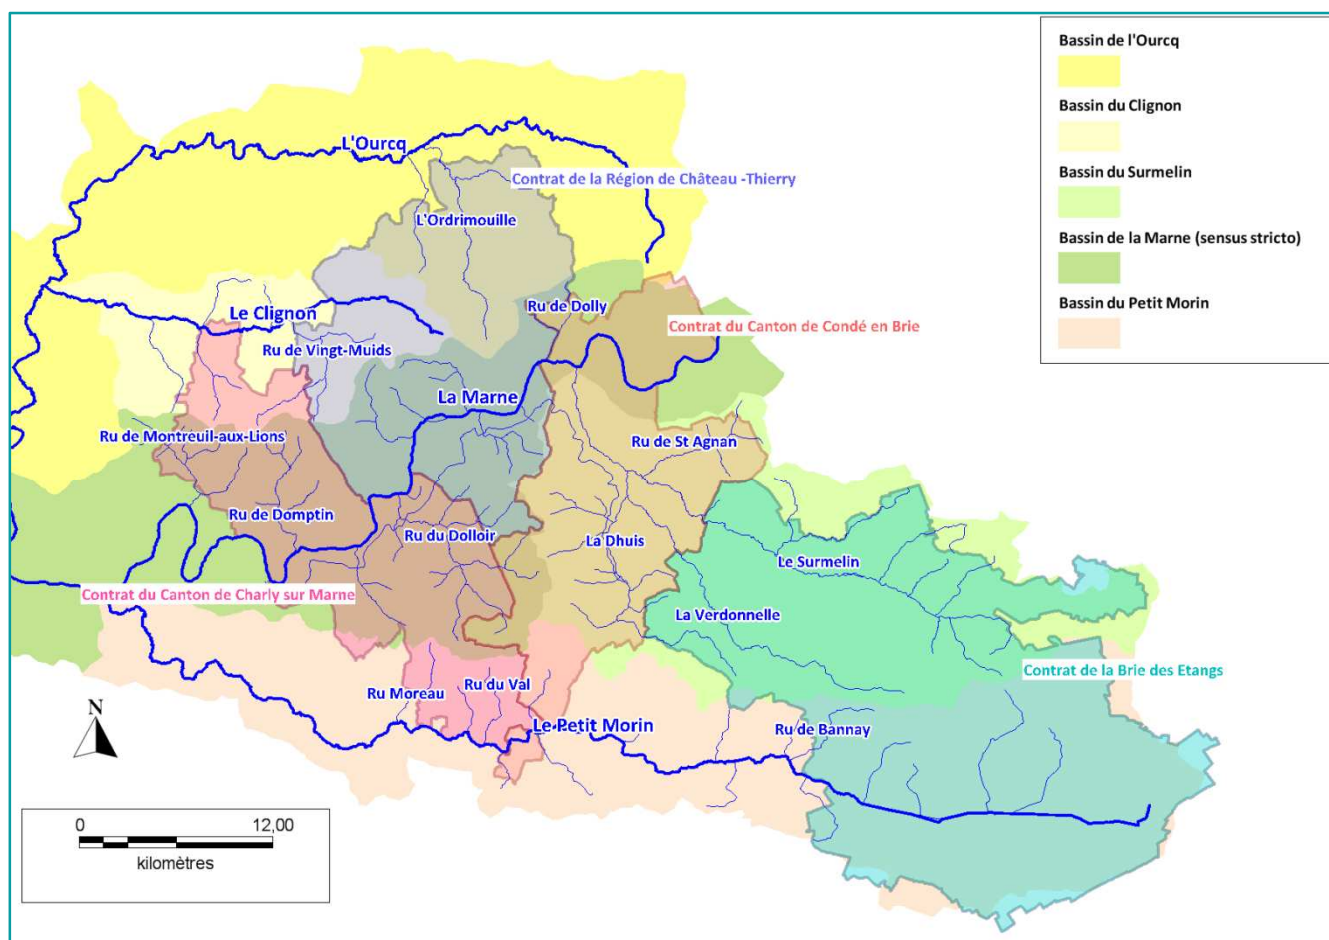 Bassin de l'Ourcq
Bassin du Clignon
Bassin du Surmelin
Bassin de la Marne (sensus stricto)
Bassin du Petit Morin
L'Ourcq
Contrat de la Région de Château -Thierry
L'Ordrimouille
Ru de Dolly
Le Clignon
Contrat du Canton de Condé en Brie
Ru de Vingt-Muids
La Marne
Ru de Montreuil-aux-Lions
Ru de St Agnan
Ru de Domptin
Ru du Dolloir
La Dhuis
Le Surmelin
Contrat du Canton de Charly sur Marne
La Verdonnelle
Contrat de la Brie des Etangs
Ru Moreau
Ru du Val
Le Petit Morin
Ru de Bannay
N
0 12,00
kilomètres